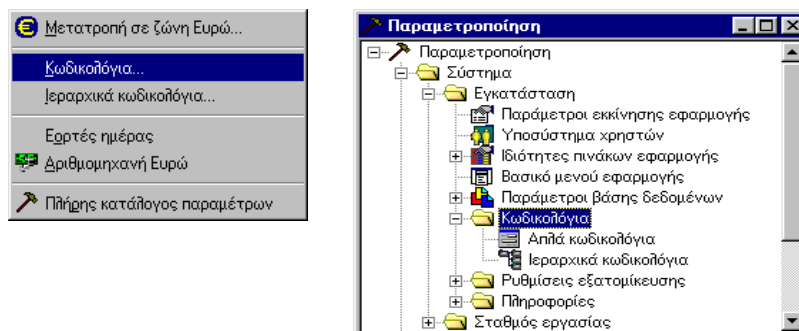 Μετατροπή σε ζώνη Ευρώ...
Κωδικολόγια...
Ιεραρχικά κωδικολόγια...
Εορτές ημέρας
Αριθμομηχανή Ευρώ
Πλήρης κατάλογος παραμέτρων
Παραμετροποίηση
Παραμετροποίηση
Σύστημα
Εγκατάσταση
Παράμετροι εκκίνησης εφαρμογής
Υποσύστημα χρηστών
Ιδιότητες πινάκων εφαρμογής
Βασικό μενού εφαρμογής
Παράμετροι βάσης δεδομένων
Κωδικολόγια
Απλά κωδικολόγια
Ιεραρχικά κωδικολόγια
Ρυθμίσεις εξατομίκευσης
Πληροφορίες
Σταθμός εργασίας